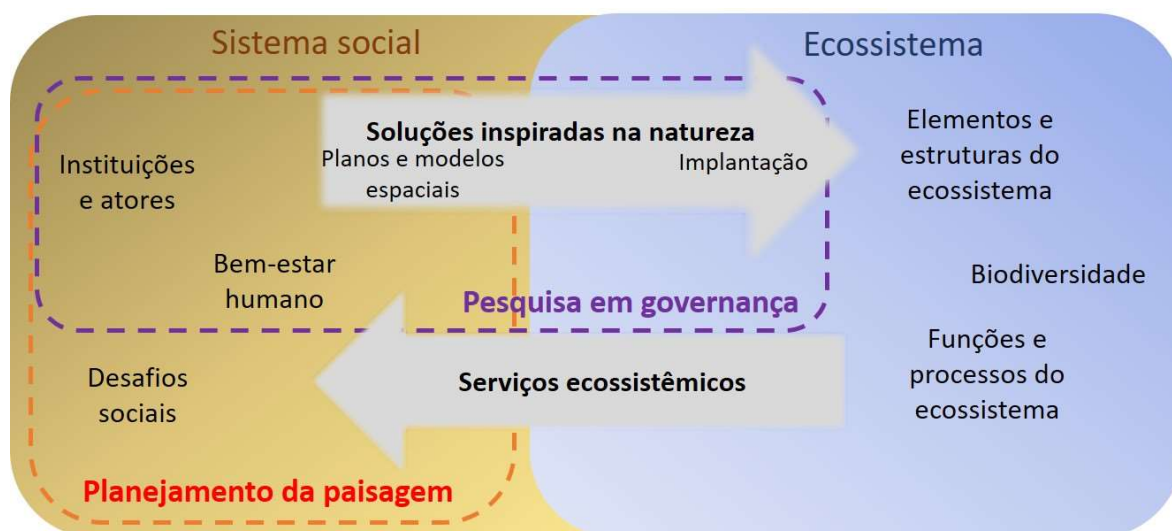 Sistema social
Ecossistema
Soluções inspiradas na natureza
Planos e modelos
espaciais
Implantação
Instituições
e atores
Bem-estar
humano
Elementos e
estruturas do
ecossistema
Biodiversidade
Pesquisa em governança
Funções e
processos do
ecossistema
Desafios
sociais
Serviços ecossistêmicos
Planejamento da paisagem